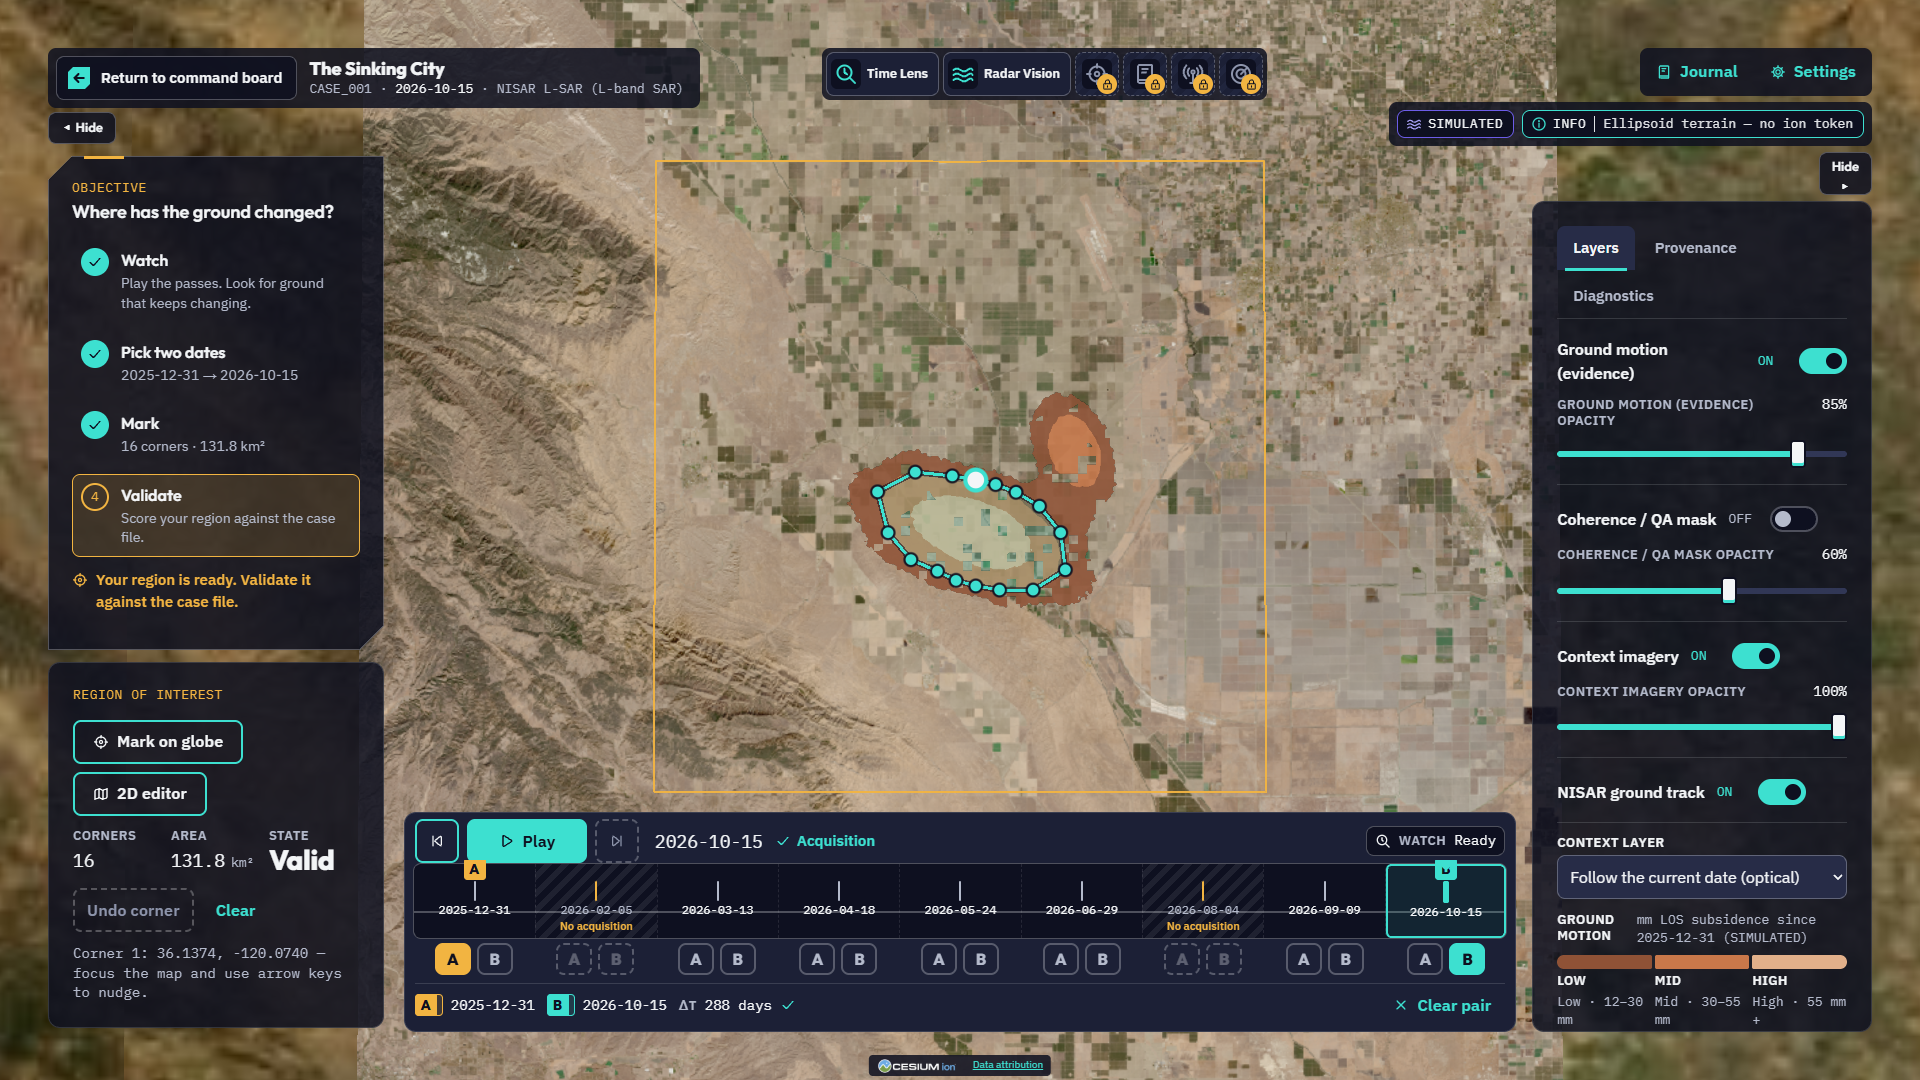 Return to command board
The Sinking City
CASE_001 · 2026-10-15 · NISAR L-SAR (L-band SAR)
Time Lens
Radar Vision
Journal
Settings
SIMULATED
INFO | Ellipsoid terrain — no ion token
Hide
Hide
OBJECTIVE
Where has the ground changed?
Watch
Play the passes. Look for ground
that keeps changing.
Pick two dates
2025-12-31 → 2026-10-15
Mark
16 corners · 131.8 km²
4
Validate
Score your region against the case
file.
Your region is ready. Validate it
against the case file.
REGION OF INTEREST
Mark on globe
2D editor
CORNERS AREA STATE
16 131.8 km² Valid
Undo corner Clear
Corner 1: 36.1374, -120.0740 —
focus the map and use arrow keys
to nudge.
Play
2026-10-15
Acquisition
WATCH Ready
A
B
2025-12-31 2026-02-05 2026-03-13 2026-04-18 2026-05-24 2026-06-29 2026-08-04 2026-09-09 2026-10-15
No acquisition No acquisition
A B A B A B A B A B A B A B A B A B
A 2025-12-31 B 2026-10-15 ΔT 288 days
Clear pair
CESIUM ion
Data attribution
Layers
Provenance
Diagnostics
Ground motion
(evidence)
ON
GROUND MOTION (EVIDENCE)
OPACITY
85%
Coherence / QA mask OFF
COHERENCE / QA MASK OPACITY 60%
Context imagery ON
CONTEXT IMAGERY OPACITY 100%
NISAR ground track ON
CONTEXT LAYER
Follow the current date (optical)
GROUND
MOTION
mm LOS subsidence since
2025-12-31 (SIMULATED)
LOW MID HIGH
Low · 12–30
mm
Mid · 30–55
mm
High · 55 mm
+